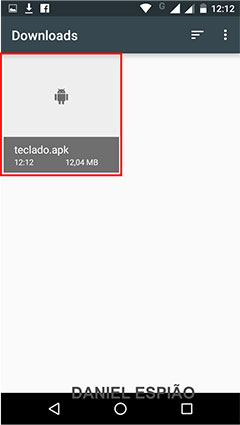 12:12
Downloads
teclado.apk
12:12 12,04 MB
DANIEL ESPIÃO